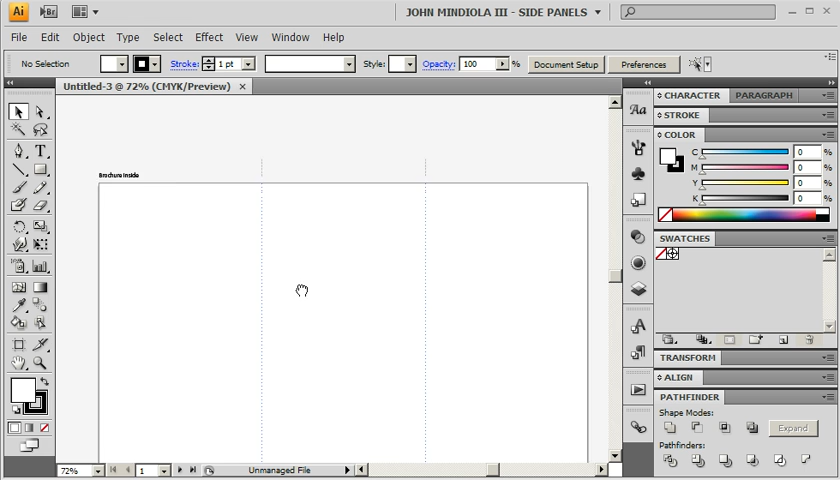 Ai Br JOHN MINDIOLA III - SIDE PANELS
File Edit Object Type Select Effect View Window Help
No Selection Stroke: 1 pt Style: Opacity: 100 % Document Setup Preferences
Untitled-3 @ 72% (CMYK/Preview) ×
Brochure Inside
CHARACTER PARAGRAPH
STROKE
COLOR
C 0 %
M 0 %
Y 0 %
K 0 %
SWATCHES
TRANSFORM
ALIGN
PATHFINDER
Shape Modes:
Expand
Pathfinders:
72% 1 Unmanaged File